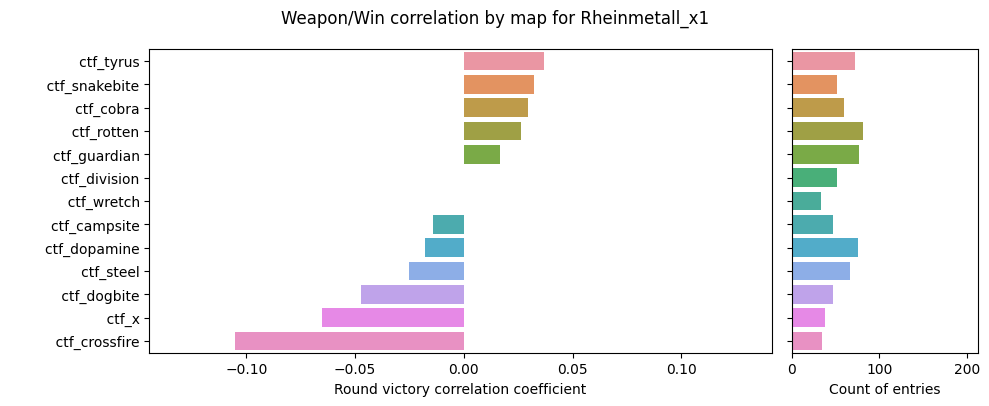 Weapon/Win correlation by map for Rheinmetall_x1
ctf_tyrus
ctf_snakebite
ctf_cobra
ctf_rotten
ctf_guardian
ctf_division
ctf_wretch
ctf_campsite
ctf_dopamine
ctf_steel
ctf_dogbite
ctf_x
ctf_crossfire
−0.10 −0.05 0.00 0.05 0.10
Round victory correlation coefficient
0 100 200
Count of entries